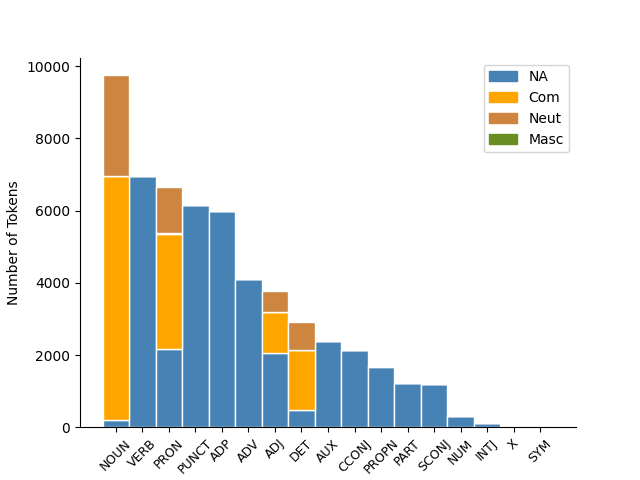 10000
8000
6000
4000
2000
0
Number of Tokens
NA
Com
Neut
Masc
NOUN
VERB
PRON
PUNCT
ADP
ADV
ADJ
DET
AUX
CCONJ
PROPN
PART
SCONJ
NUM
INTJ
X
SYM